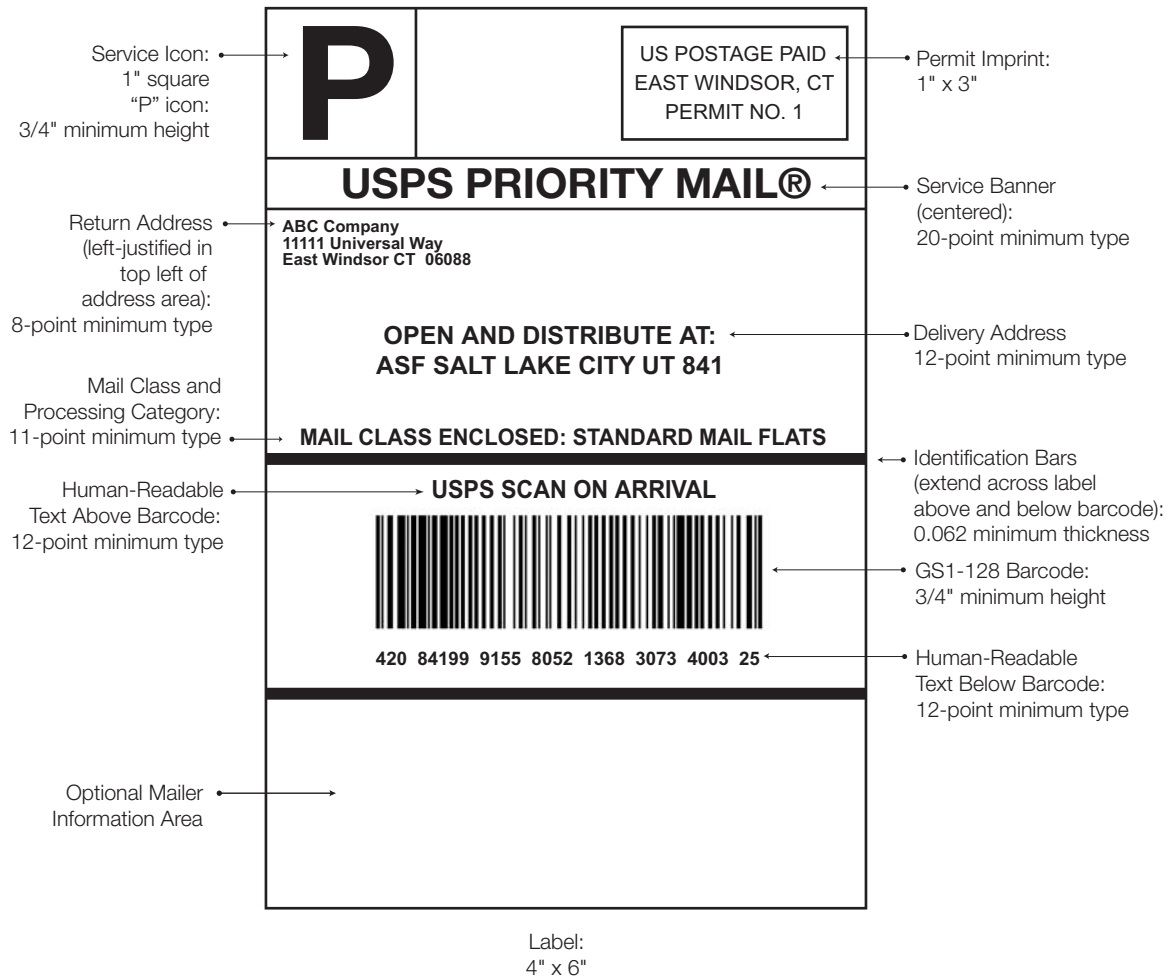 Service Icon:
1" square
“P” icon:
3/4" minimum height
P
US POSTAGE PAID
EAST WINDSOR, CT
PERMIT NO. 1
Permit Imprint:
1" x 3"
USPS PRIORITY MAIL®
Service Banner
(centered):
20-point minimum type
Return Address
(left-justified in
top left of
address area):
8-point minimum type
ABC Company
11111 Universal Way
East Windsor CT 06088
OPEN AND DISTRIBUTE AT:
ASF SALT LAKE CITY UT 841
Delivery Address
12-point minimum type
Mail Class and
Processing Category:
11-point minimum type
MAIL CLASS ENCLOSED: STANDARD MAIL FLATS
Identification Bars
(extend across label
above and below barcode):
0.062 minimum thickness
Human-Readable
Text Above Barcode:
12-point minimum type
USPS SCAN ON ARRIVAL
GS1-128 Barcode:
3/4" minimum height
420 84199 9155 8052 1368 3073 4003 25
Human-Readable
Text Below Barcode:
12-point minimum type
Optional Mailer
Information Area
Label:
4" x 6"